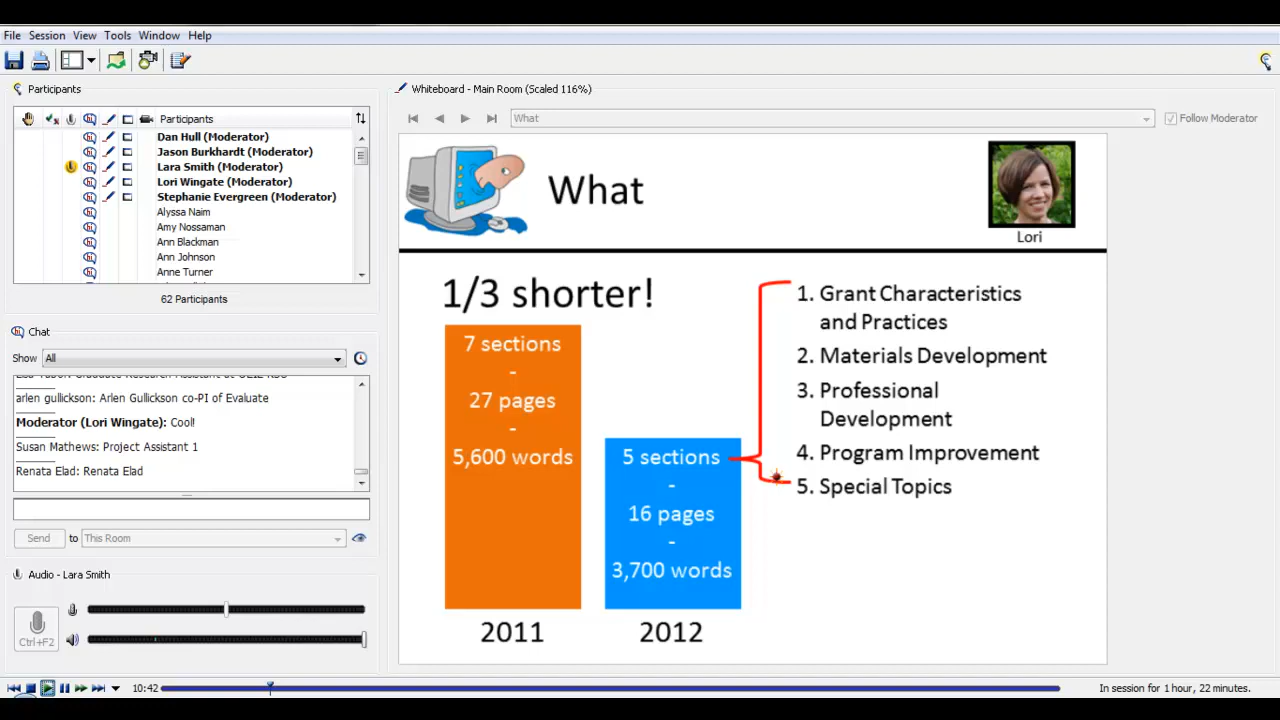 File Session View Tools Window Help
Participants
Participants
Dan Hull (Moderator)
Jason Burkhardt (Moderator)
Lara Smith (Moderator)
Lori Wingate (Moderator)
Stephanie Evergreen (Moderator)
Alyssa Naim
Amy Nossaman
Ann Blackman
Ann Johnson
Anne Turner
62 Participants
Chat
Show All
arlen gullickson: Arlen Gullickson co-PI of Evaluate
Moderator (Lori Wingate): Cool!
Susan Mathews: Project Assistant 1
Renata Elad: Renata Elad
Send to This Room
Audio - Lara Smith
Ctrl+F2
Whiteboard - Main Room (Scaled 116%)
What
Follow Moderator
What
Lori
1/3 shorter!
7 sections
-
27 pages
-
5,600 words
2011
5 sections
-
16 pages
-
3,700 words
2012
1. Grant Characteristics
and Practices
2. Materials Development
3. Professional
Development
4. Program Improvement
5. Special Topics
10:42
In session for 1 hour, 22 minutes.